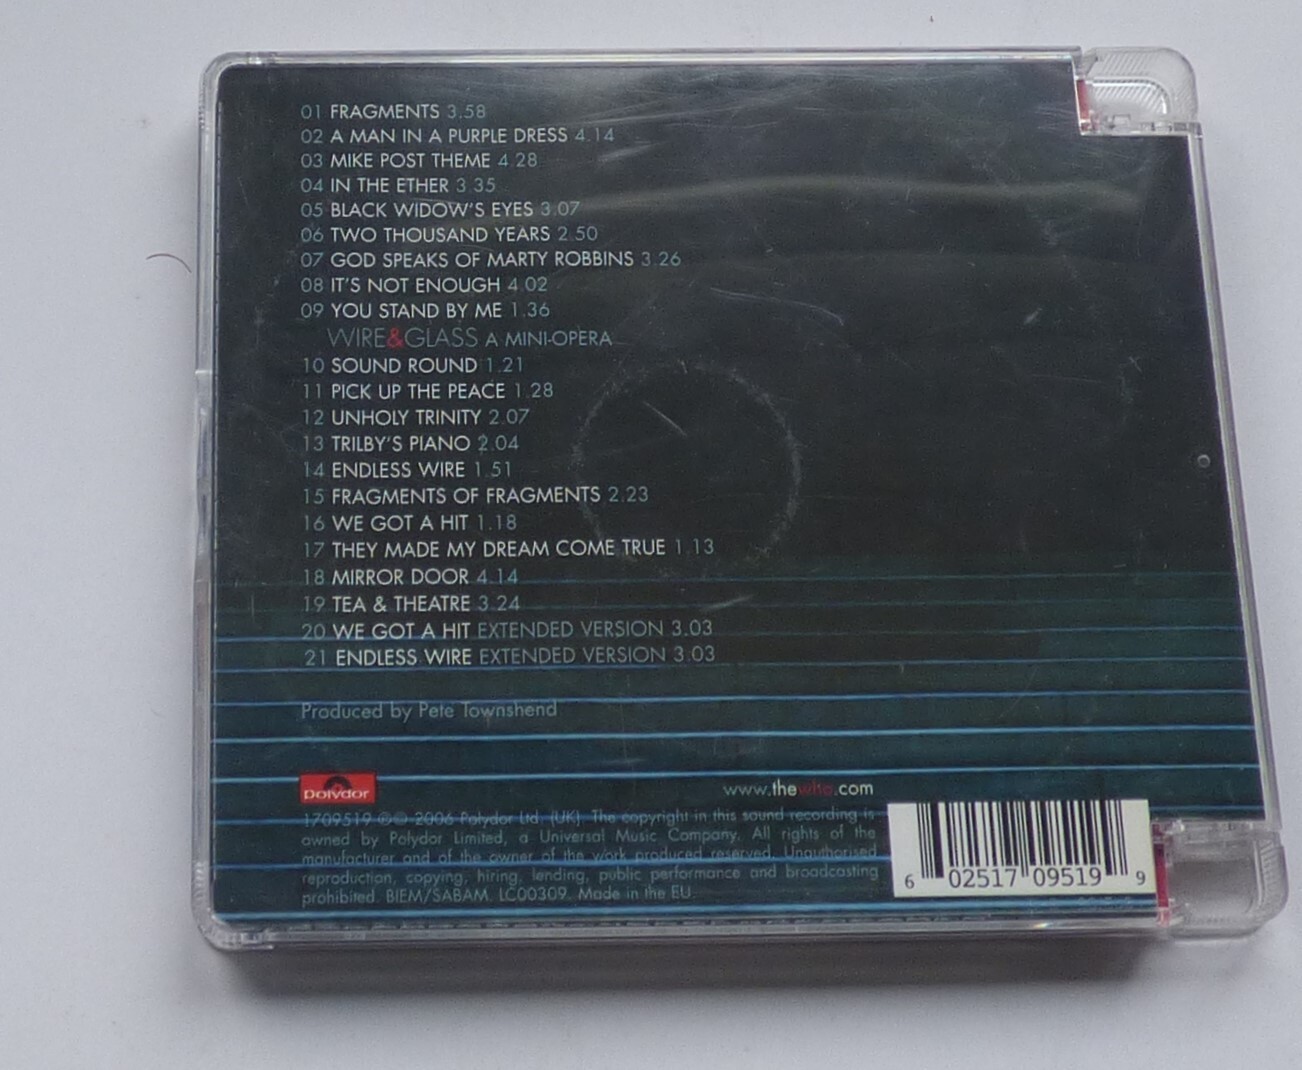 01 FRAGMENTS 3.58
02 A MAN IN A PURPLE DRESS 4.14
03 MIKE POST THEME 4.28
04 IN THE ETHER 3.35
05 BLACK WIDOW'S EYES 3.07
06 TWO THOUSAND YEARS 2.50
07 GOD SPEAKS OF MARTY ROBBINS 3.26
08 IT'S NOT ENOUGH 4.02
09 YOU STAND BY ME 1.36
WIRE&GLASS A MINI-OPERA
10 SOUND ROUND 1.21
11 PICK UP THE PEACE 1.28
12 UNHOLY TRINITY 2.07
13 TRILBY'S PIANO 2.04
14 ENDLESS WIRE 1.51
15 FRAGMENTS OF FRAGMENTS 2.23
16 WE GOT A HIT 1.18
17 THEY MADE MY DREAM COME TRUE 1.13
18 MIRROR DOOR 4.14
19 TEA & THEATRE 3.24
20 WE GOT A HIT EXTENDED VERSION 3.03
21 ENDLESS WIRE EXTENDED VERSION 3.03
Produced by Pete Townshend
Polydor
www.thewho.com
1709519 ℗© 2006 Polydor Ltd. (UK). The copyright in this sound recording is
owned by Polydor Limited, a Universal Music Company. All rights of the
manufacturer and of the owner of the work produced reserved. Unauthorised
reproduction, copying, hiring, lending, public performance and broadcasting
prohibited. BIEM/SABAM. LC00309. Made in the EU.
6 02517 09519 9